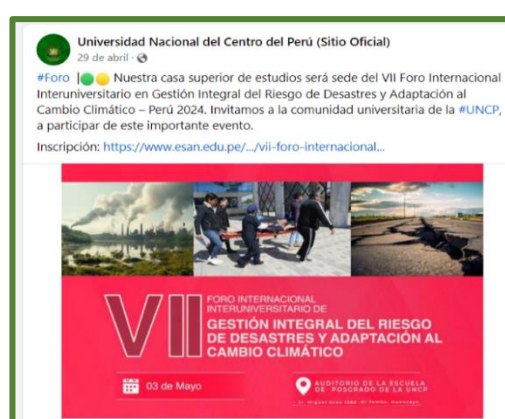 Universidad Nacional del Centro del Perú (Sitio Oficial)
29 de abril ·
#Foro | Nuestra casa superior de estudios será sede del VII Foro Internacional
Interuniversitario en Gestión Integral del Riesgo de Desastres y Adaptación al
Cambio Climático – Perú 2024. Invitamos a la comunidad universitaria de la #UNCP,
a participar de este importante evento.
Inscripción: https://www.esan.edu.pe/.../vii-foro-internacional...
VII
FORO INTERNACIONAL
INTERUNIVERSITARIO DE
GESTIÓN INTEGRAL DEL RIESGO
DE DESASTRES Y ADAPTACIÓN AL
CAMBIO CLIMÁTICO
03 de Mayo
AUDITORIO DE LA ESCUELA
DE POSGRADO DE LA UNCP